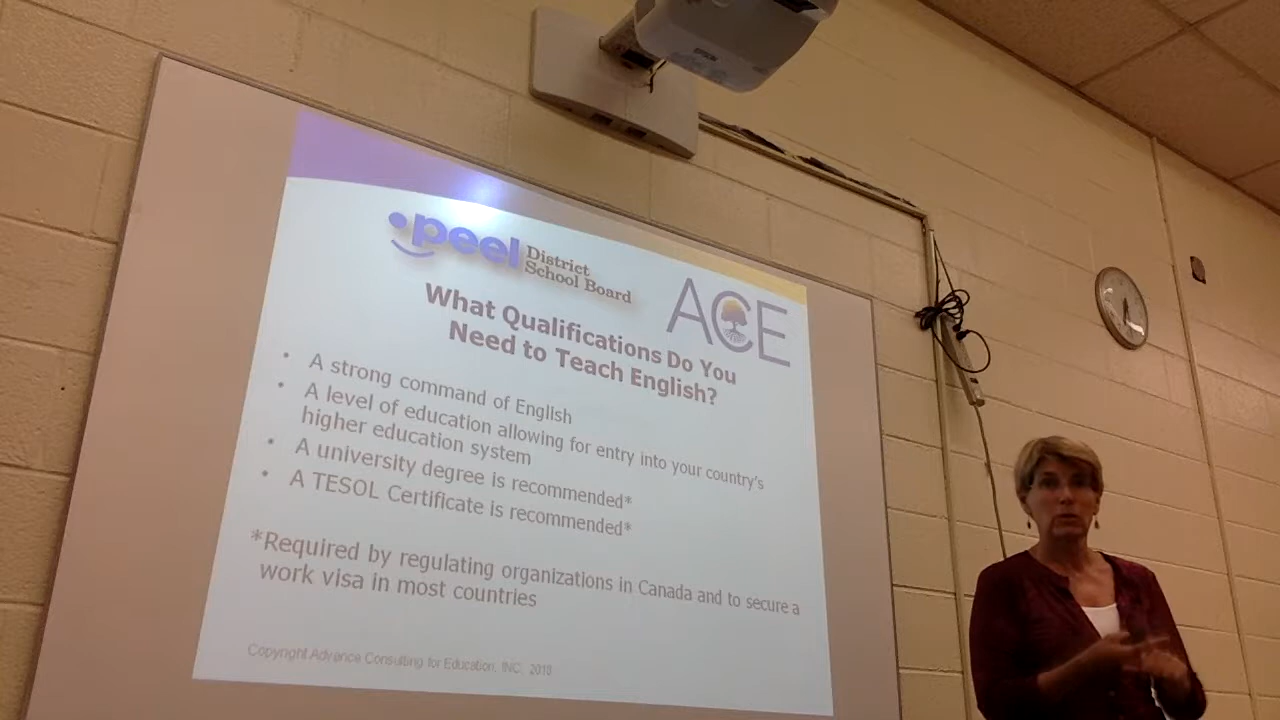 EPSON
peel District
School Board
ACE
What Qualifications Do You
Need to Teach English?
• A strong command of English
• A level of education allowing for entry into your country's
higher education system
• A university degree is recommended*
• A TESOL Certificate is recommended*
*Required by regulating organizations in Canada and to secure a
work visa in most countries
Copyright Advance Consulting for Education, INC, 2010